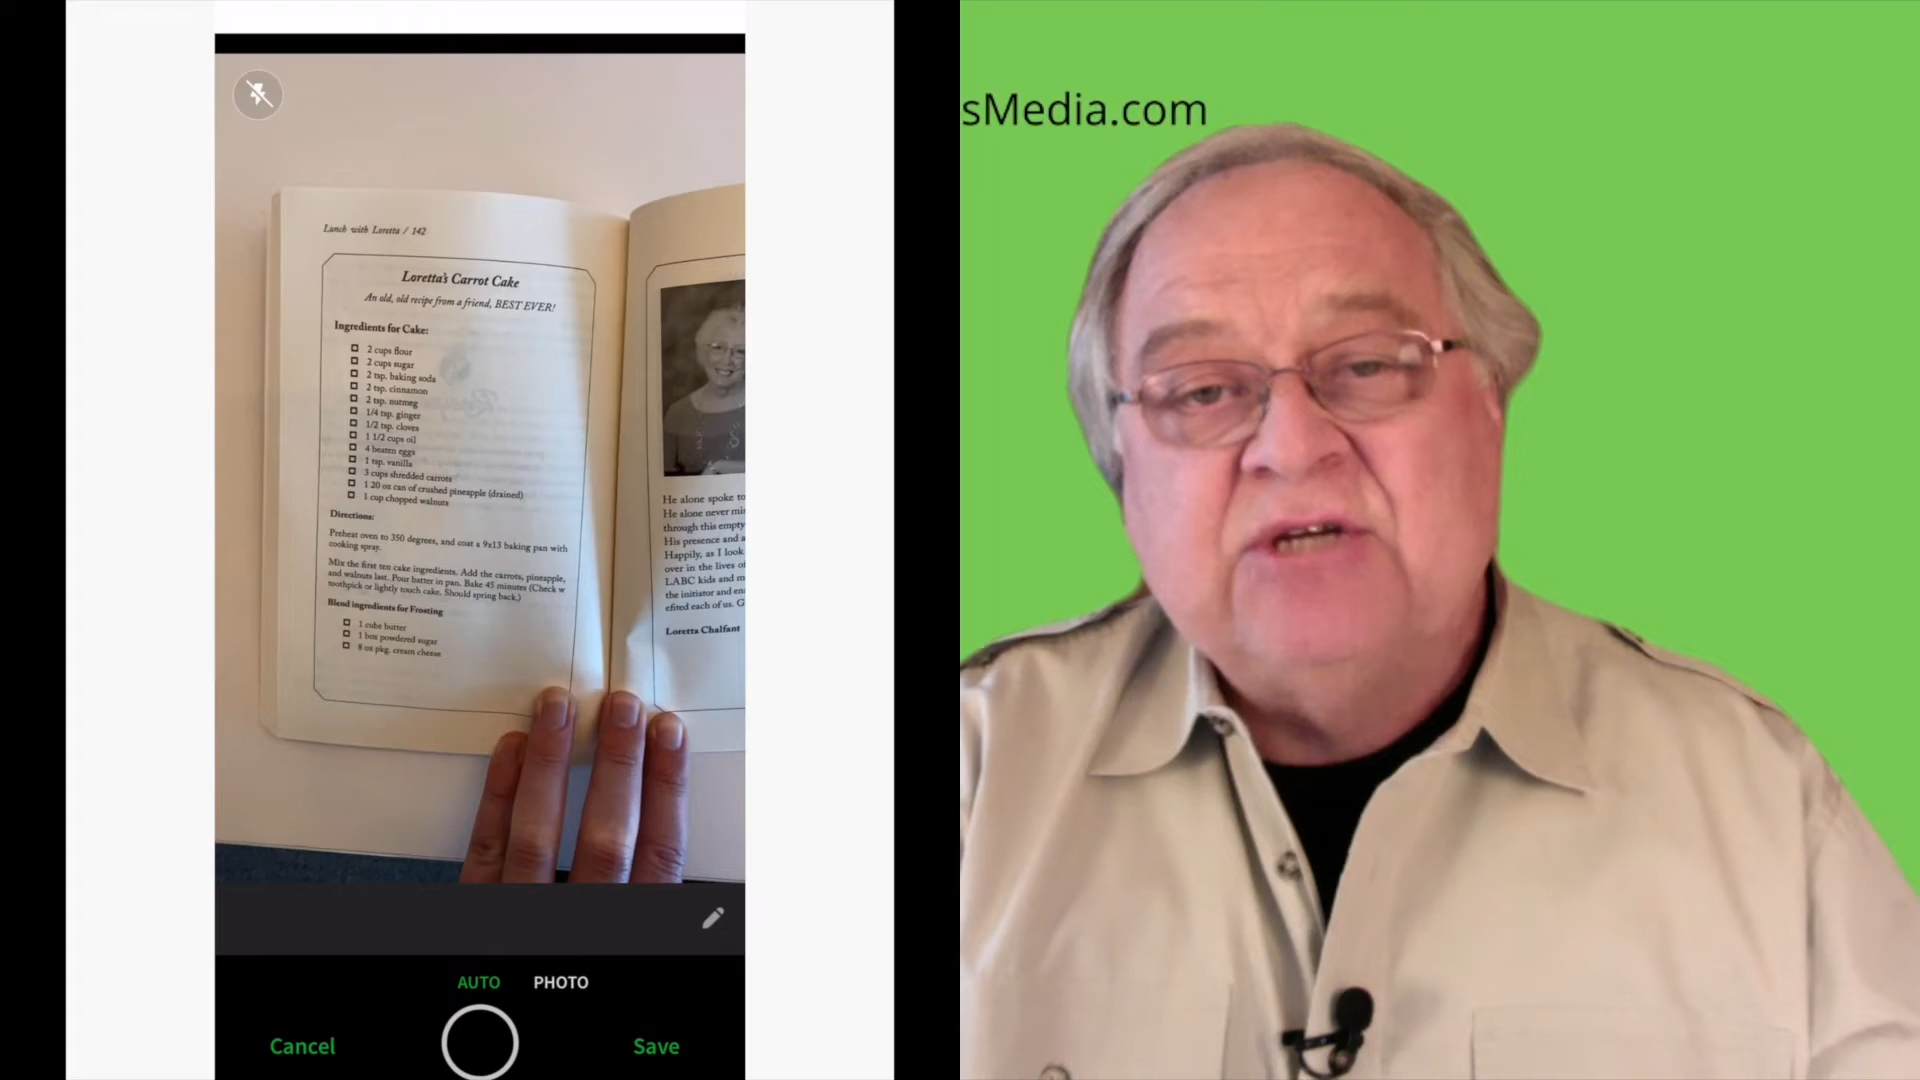 sMedia.com
Lunch with Loretta / 142
Loretta's Carrot Cake
An old, old recipe from a friend, BEST EVER!
Ingredients for Cake:
2 cups flour
2 cups sugar
2 tsp. baking soda
2 tsp. cinnamon
2 tsp. nutmeg
1/4 tsp. ginger
1/2 tsp. cloves
1 1/2 cups oil
4 beaten eggs
1 tsp. vanilla
3 cups shredded carrots
1 20 oz can of crushed pineapple (drained)
1 cup chopped walnuts
Directions:
Preheat oven to 350 degrees, and coat a 9x13 baking pan with
cooking spray.
Mix the first ten cake ingredients. Add the carrots, pineapple,
and walnuts last. Pour batter in pan. Bake 45 minutes (Check w
toothpick or lightly touch cake. Should spring back.)
Blend ingredients for Frosting
1 cube butter
1 box powdered sugar
8 oz pkg. cream cheese
He alone spoke to
He alone never mi
through this empty
His presence and a
Happily, as I look
over in the lives of
LABC kids and m
the initiator and en
efited each of us. G
Loretta Chalfant
AUTO PHOTO
Cancel Save